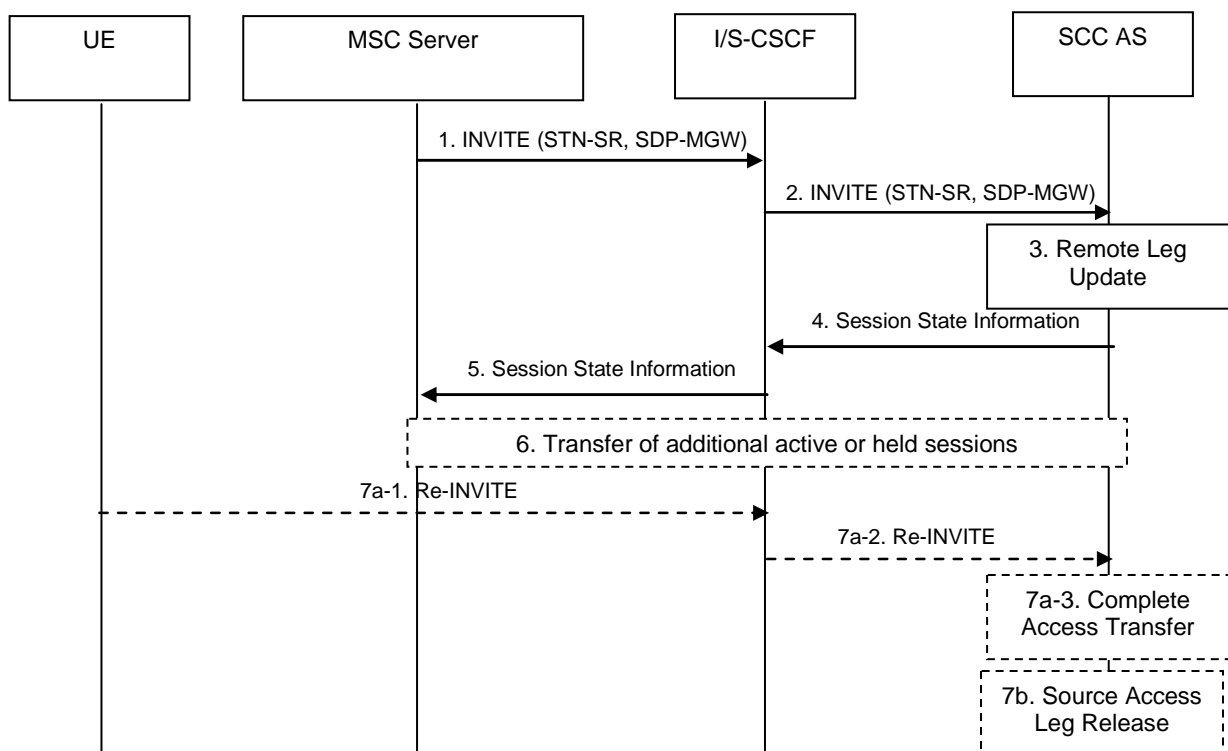 UE
MSC Server
I/S-CSCF
SCC AS
1. INVITE (STN-SR, SDP-MGW)
2. INVITE (STN-SR, SDP-MGW)
3. Remote Leg
Update
4. Session State Information
5. Session State Information
6. Transfer of additional active or held sessions
7a-1. Re-INVITE
7a-2. Re-INVITE
7a-3. Complete
Access Transfer
7b. Source Access
Leg Release